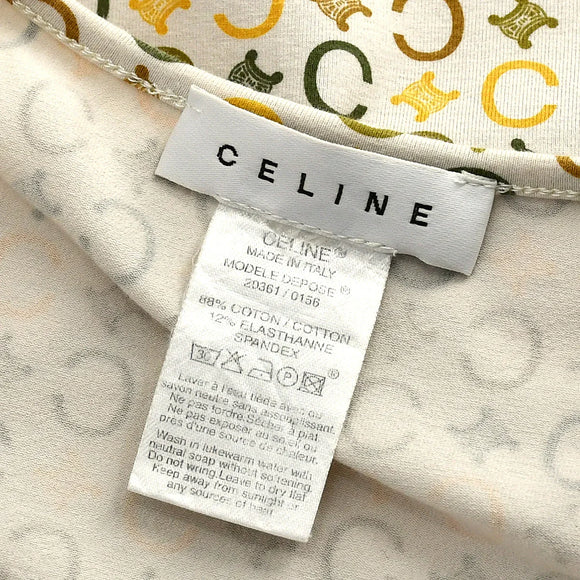 CELINE
CELINE®
MADE IN ITALY
MODELE DEPOSE®
20361 / 0156
88% COTON / COTTON
12% ELASTHANNE
SPANDEX
Laver à l'eau tiède avec du
savon neutre sans assouplissant.
Ne pas tordre. Sécher à plat.
Ne pas exposer au soleil ou
près d'une source de chaleur.
Wash in lukewarm water with
neutral soap without softening.
Do not wring. Leave to dry flat
Keep away from sunlight or
any sources of heat